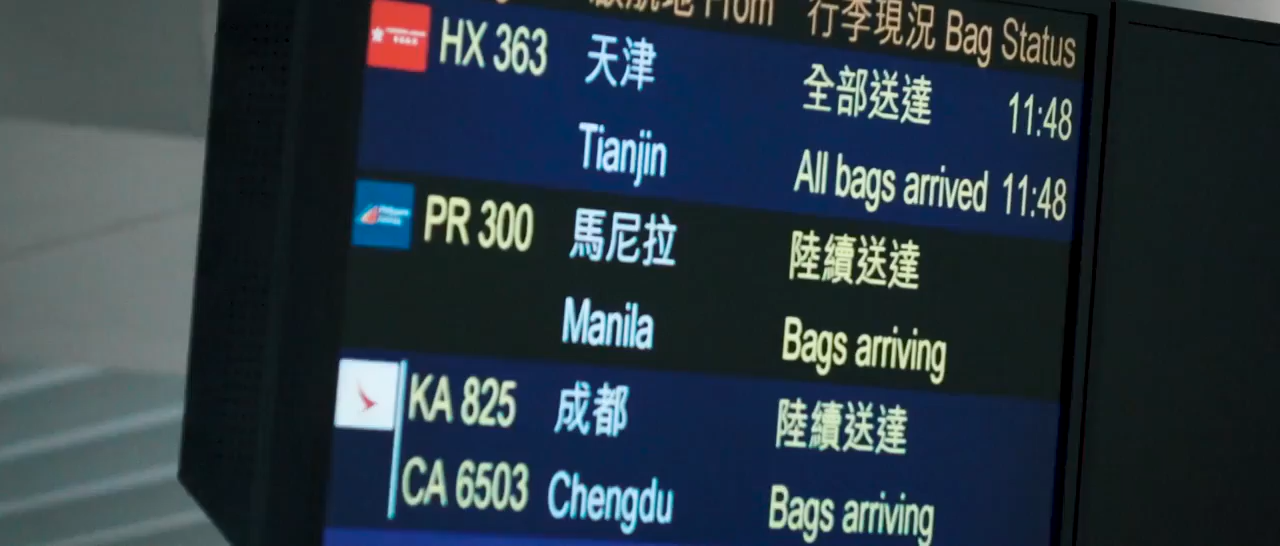 From 行李現況 Bag Status
HX 363 天津 全部送達 11:48
Tianjin All bags arrived 11:48
PR 300 馬尼拉 陸續送達
Manila Bags arriving
KA 825 成都 陸續送達
CA 6503 Chengdu Bags arriving